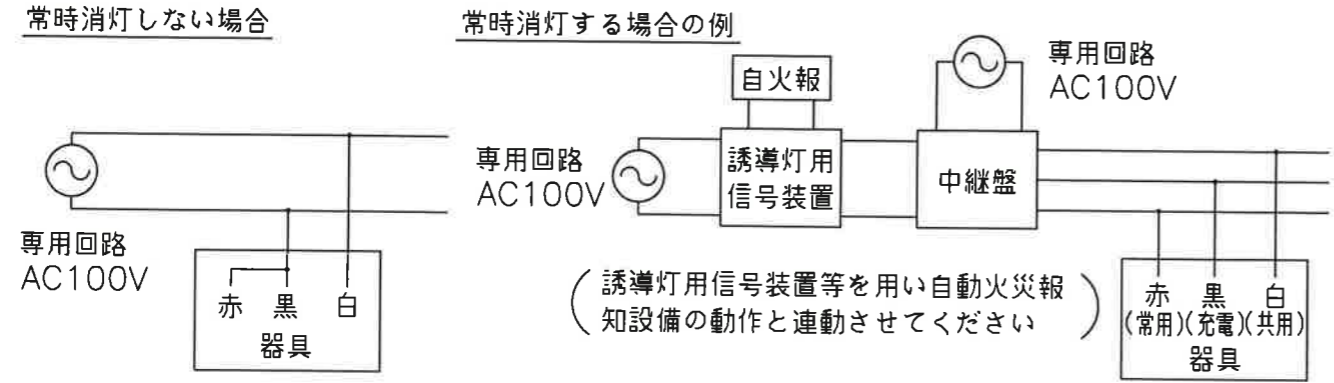 常時消灯しない場合
専用回路
AC100V
赤 黒 白
器具
常時消灯する場合の例
自火報
専用回路
AC100V
専用回路
AC100V
誘導灯用
信号装置
中継盤
(誘導灯用信号装置等を用い自動火災報
知設備の動作と連動させてください)
赤 黒 白
(常用)(充電)(共用)
器具